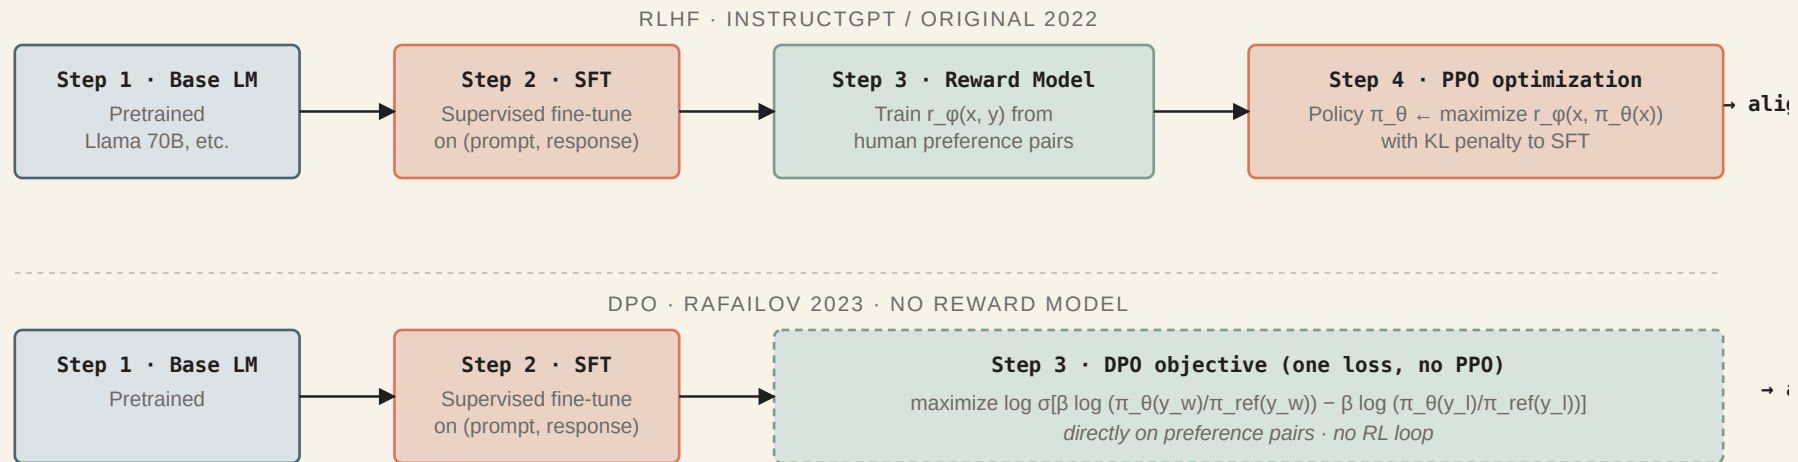 RLHF · INSTRUCTGPT / ORIGINAL 2022
Step 1 · Base LM
Pretrained
Llama 70B, etc.
Step 2 · SFT
Supervised fine-tune
on (prompt, response)
Step 3 · Reward Model
Train r_φ(x, y) from
human preference pairs
Step 4 · PPO optimization
Policy π_θ ← maximize r_φ(x, π_θ(x))
with KL penalty to SFT
→
DPO · RAFAILOV 2023 · NO REWARD MODEL
Step 1 · Base LM
Pretrained
Step 2 · SFT
Supervised fine-tune
on (prompt, response)
Step 3 · DPO objective (one loss, no PPO)
maximize log σ[β log (π_θ(y_w)/π_ref(y_w)) − β log (π_θ(y_l)/π_ref(y_l))]
directly on preference pairs · no RL loop
→